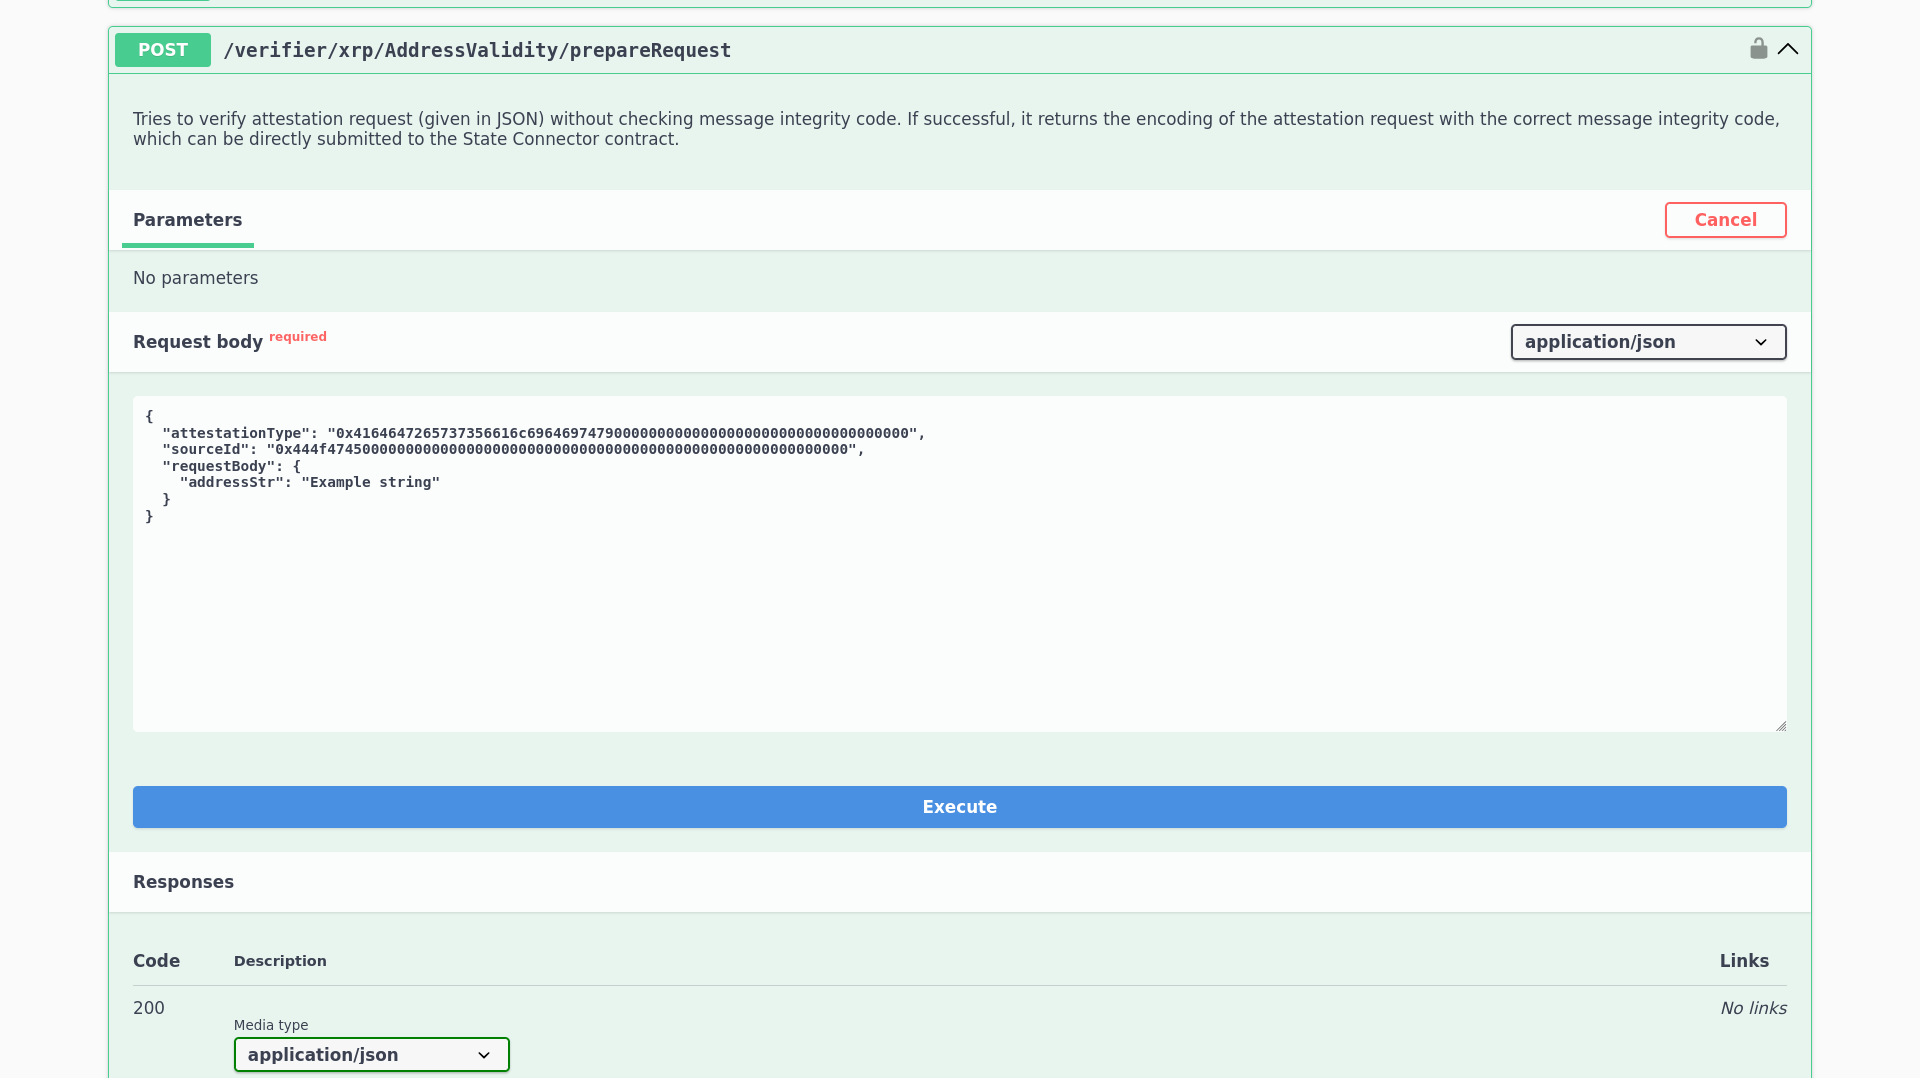 POST /verifier/xrp/AddressValidity/prepareRequest
Tries to verify attestation request (given in JSON) without checking message integrity code. If successful, it returns the encoding of the attestation request with the correct message integrity code,
which can be directly submitted to the State Connector contract.
Parameters
Cancel
No parameters
Request body required
application/json
{
  "attestationType": "0x4164647265737356616c69646974790000000000000000000000000000000000",
  "sourceId": "0x444f474500000000000000000000000000000000000000000000000000000000",
  "requestBody": {
    "addressStr": "Example string"
  }
}
Execute
Responses
Code Description Links
200 No links
Media type
application/json